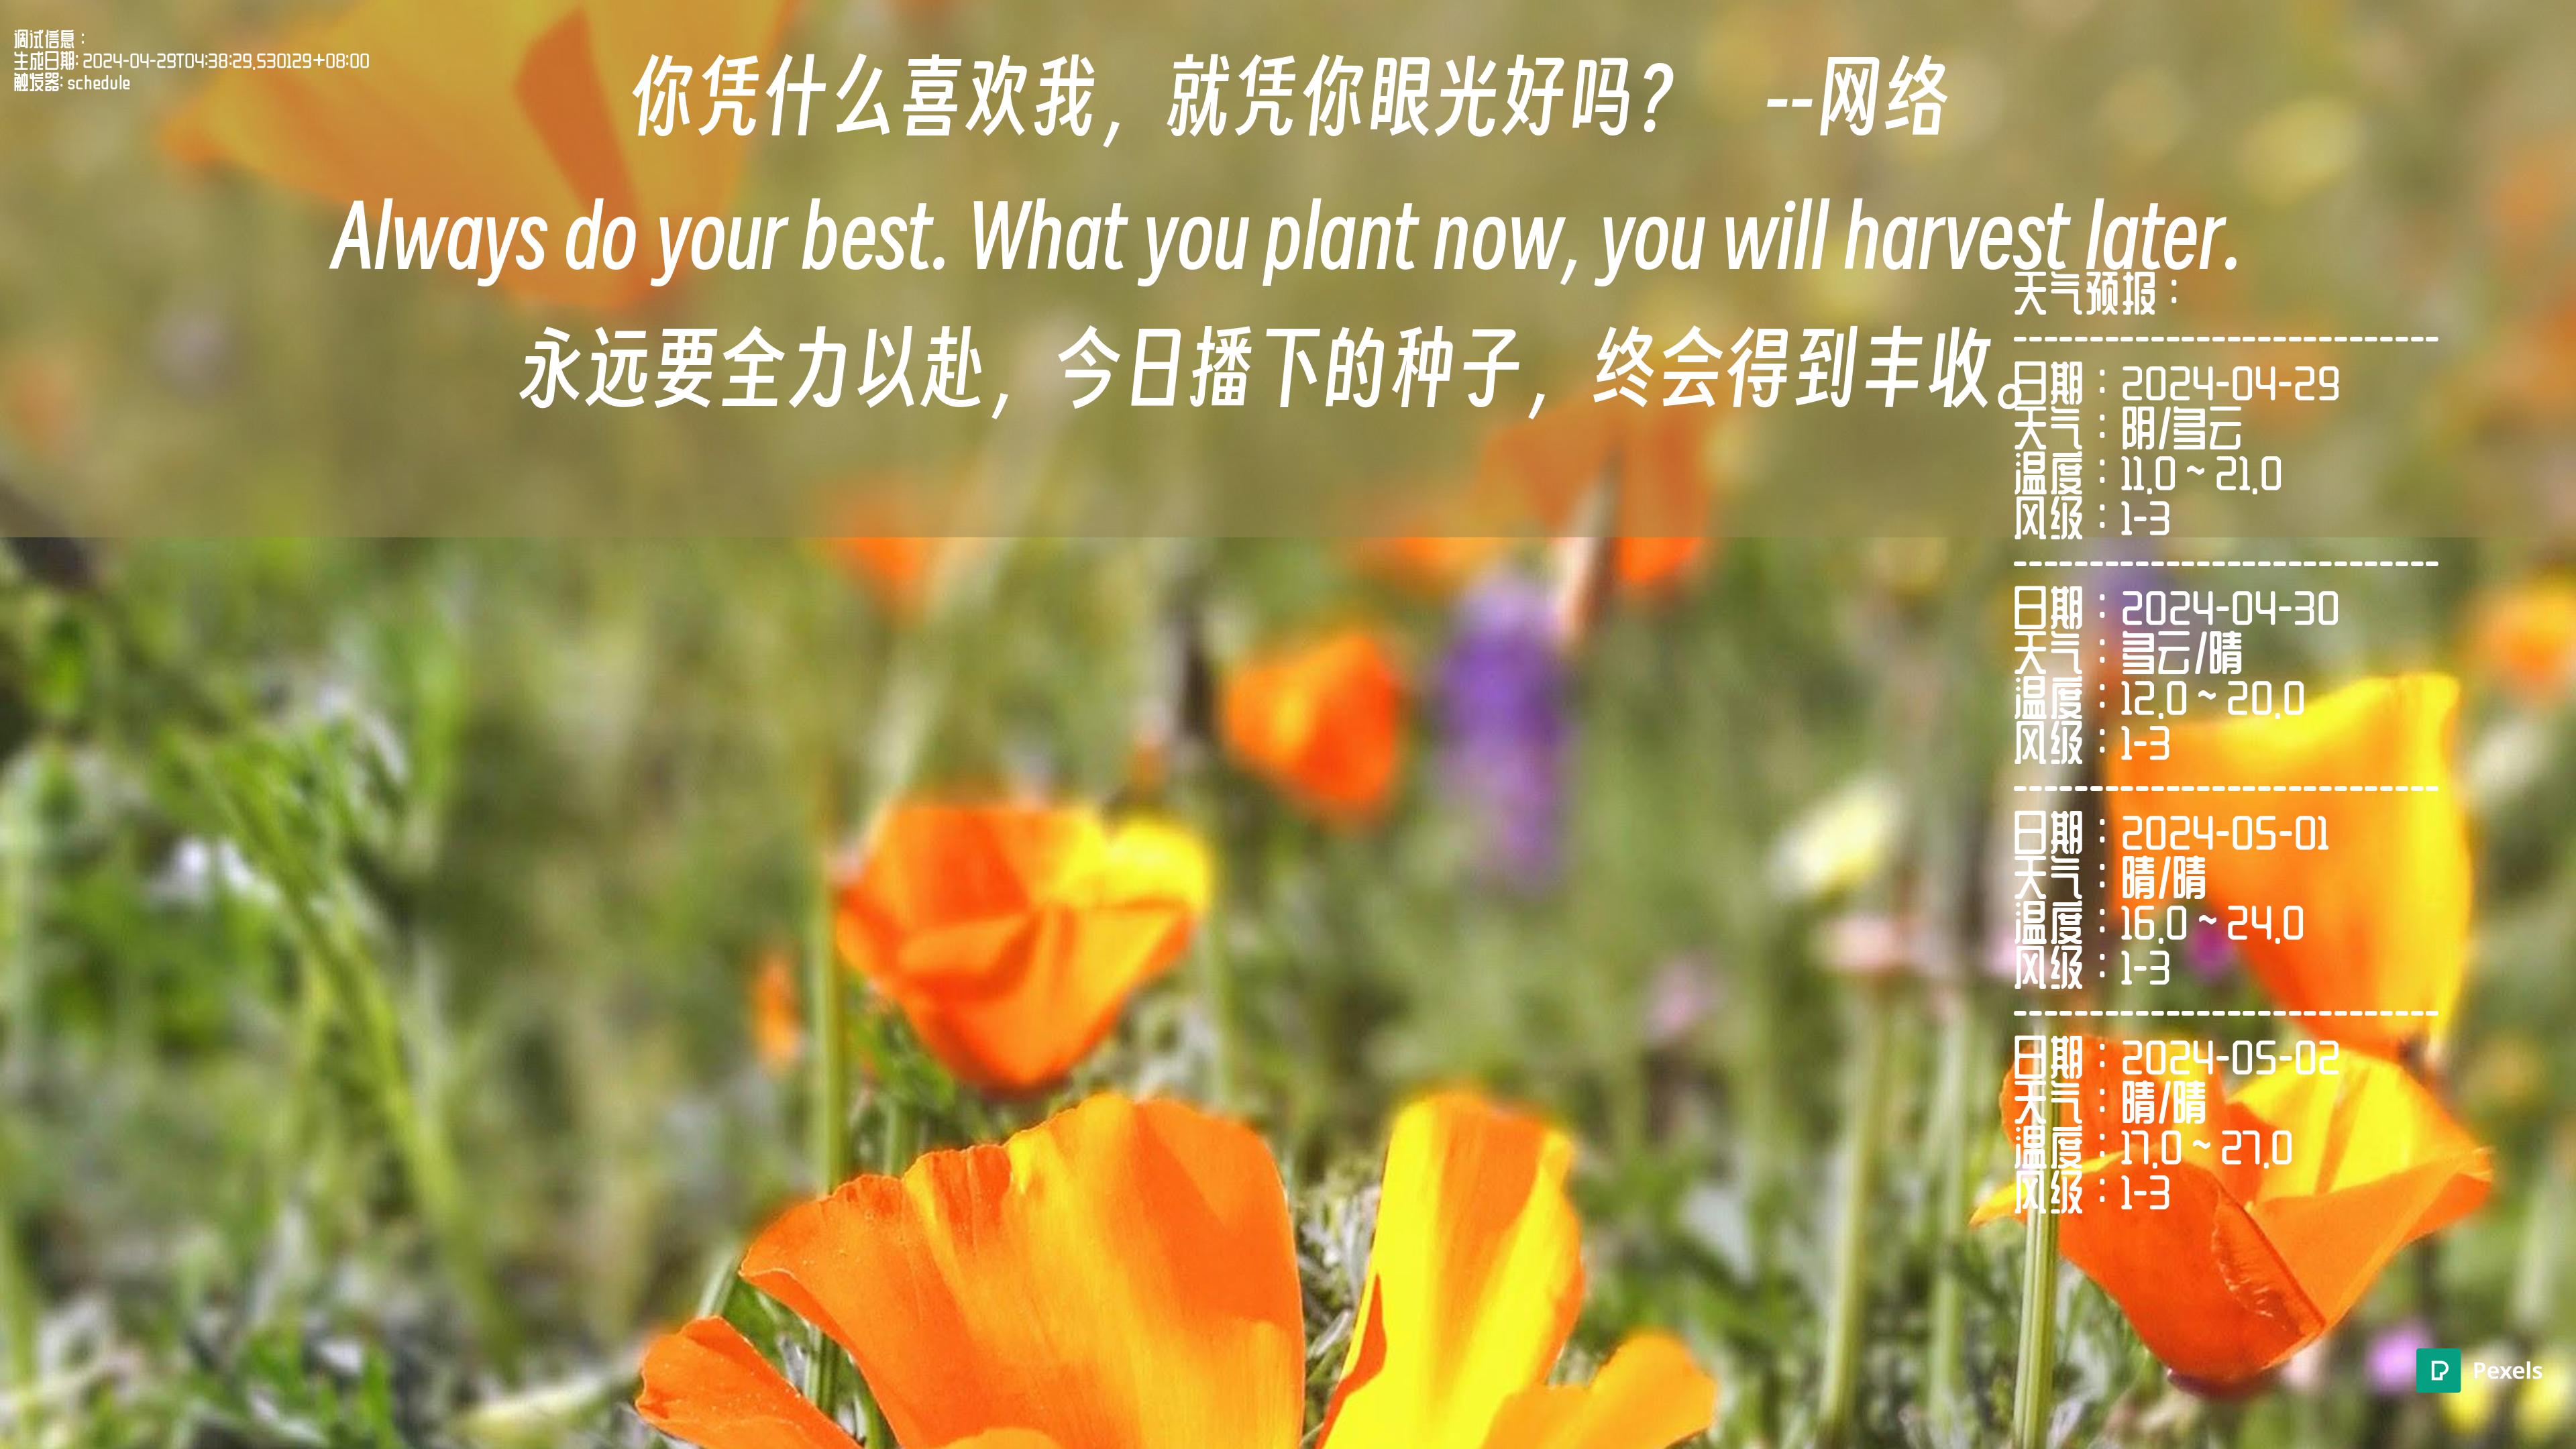 调试信息：
生成日期: 2024-04-29T04:38:29.530129+08:00
触发器: schedule
你凭什么喜欢我，就凭你眼光好吗？ --网络
Always do your best. What you plant now, you will harvest later.
永远要全力以赴，今日播下的种子，终会得到丰收。
天气预报：
----------------------------
日期：2024-04-29
天气：阴/多云
温度：11.0 ~ 21.0
风级：1-3
----------------------------
日期：2024-04-30
天气：多云/晴
温度：12.0 ~ 20.0
风级：1-3
----------------------------
日期：2024-05-01
天气：晴/晴
温度：16.0 ~ 24.0
风级：1-3
----------------------------
日期：2024-05-02
天气：晴/晴
温度：17.0 ~ 27.0
风级：1-3
Pexels